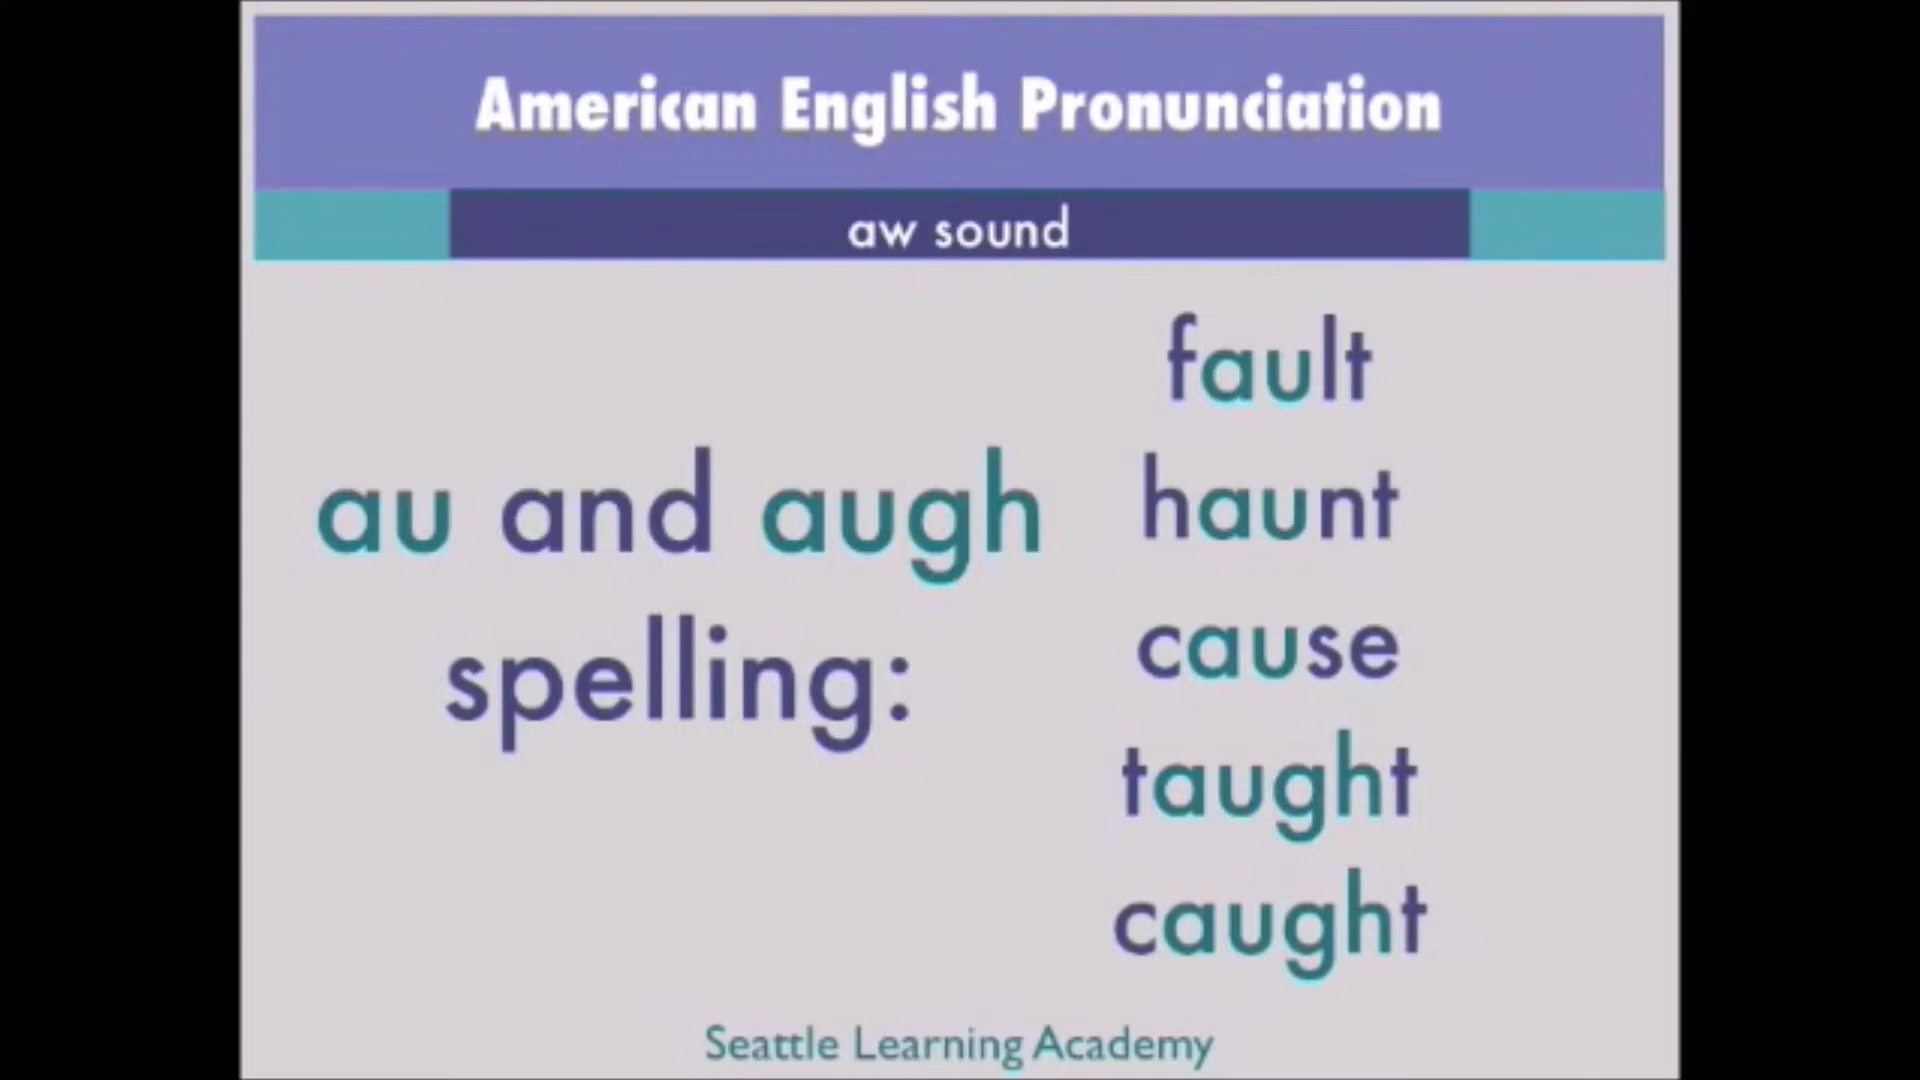 American English Pronunciation
aw sound
au and augh
spelling:
fault
haunt
cause
taught
caught
Seattle Learning Academy